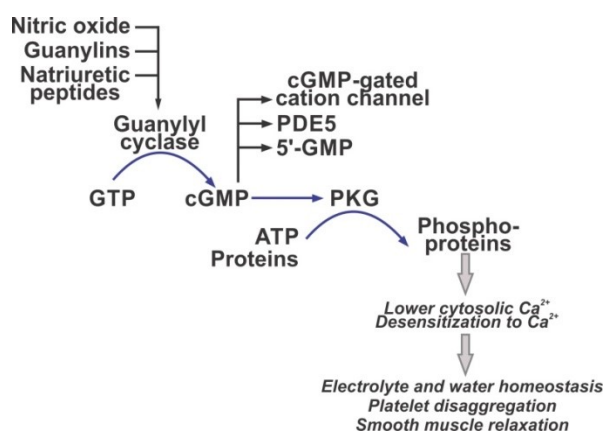 Nitric oxide
Guanylins
Natriuretic
peptides
Guanylyl
cyclase
cGMP-gated
cation channel
PDE5
5'-GMP
GTP
cGMP
PKG
ATP
Proteins
Phospho-
proteins
Lower cytosolic Ca²⁺
Desensitization to Ca²⁺
Electrolyte and water homeostasis
Platelet disaggregation
Smooth muscle relaxation